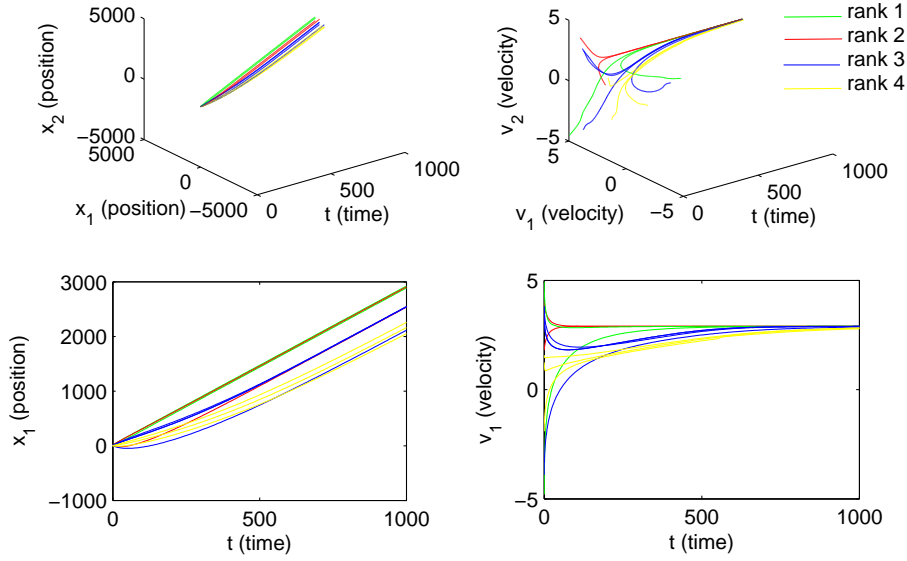 5000
0
−5000
x2 (position)
5000
0
−5000
x1 (position)
0
500
1000
t (time)
5
0
−5
v2 (velocity)
5
0
−5
v1 (velocity)
0
500
1000
t (time)
rank 1
rank 2
rank 3
rank 4
3000
2000
1000
0
−1000
x1 (position)
0
500
1000
t (time)
5
0
−5
v1 (velocity)
0
500
1000
t (time)